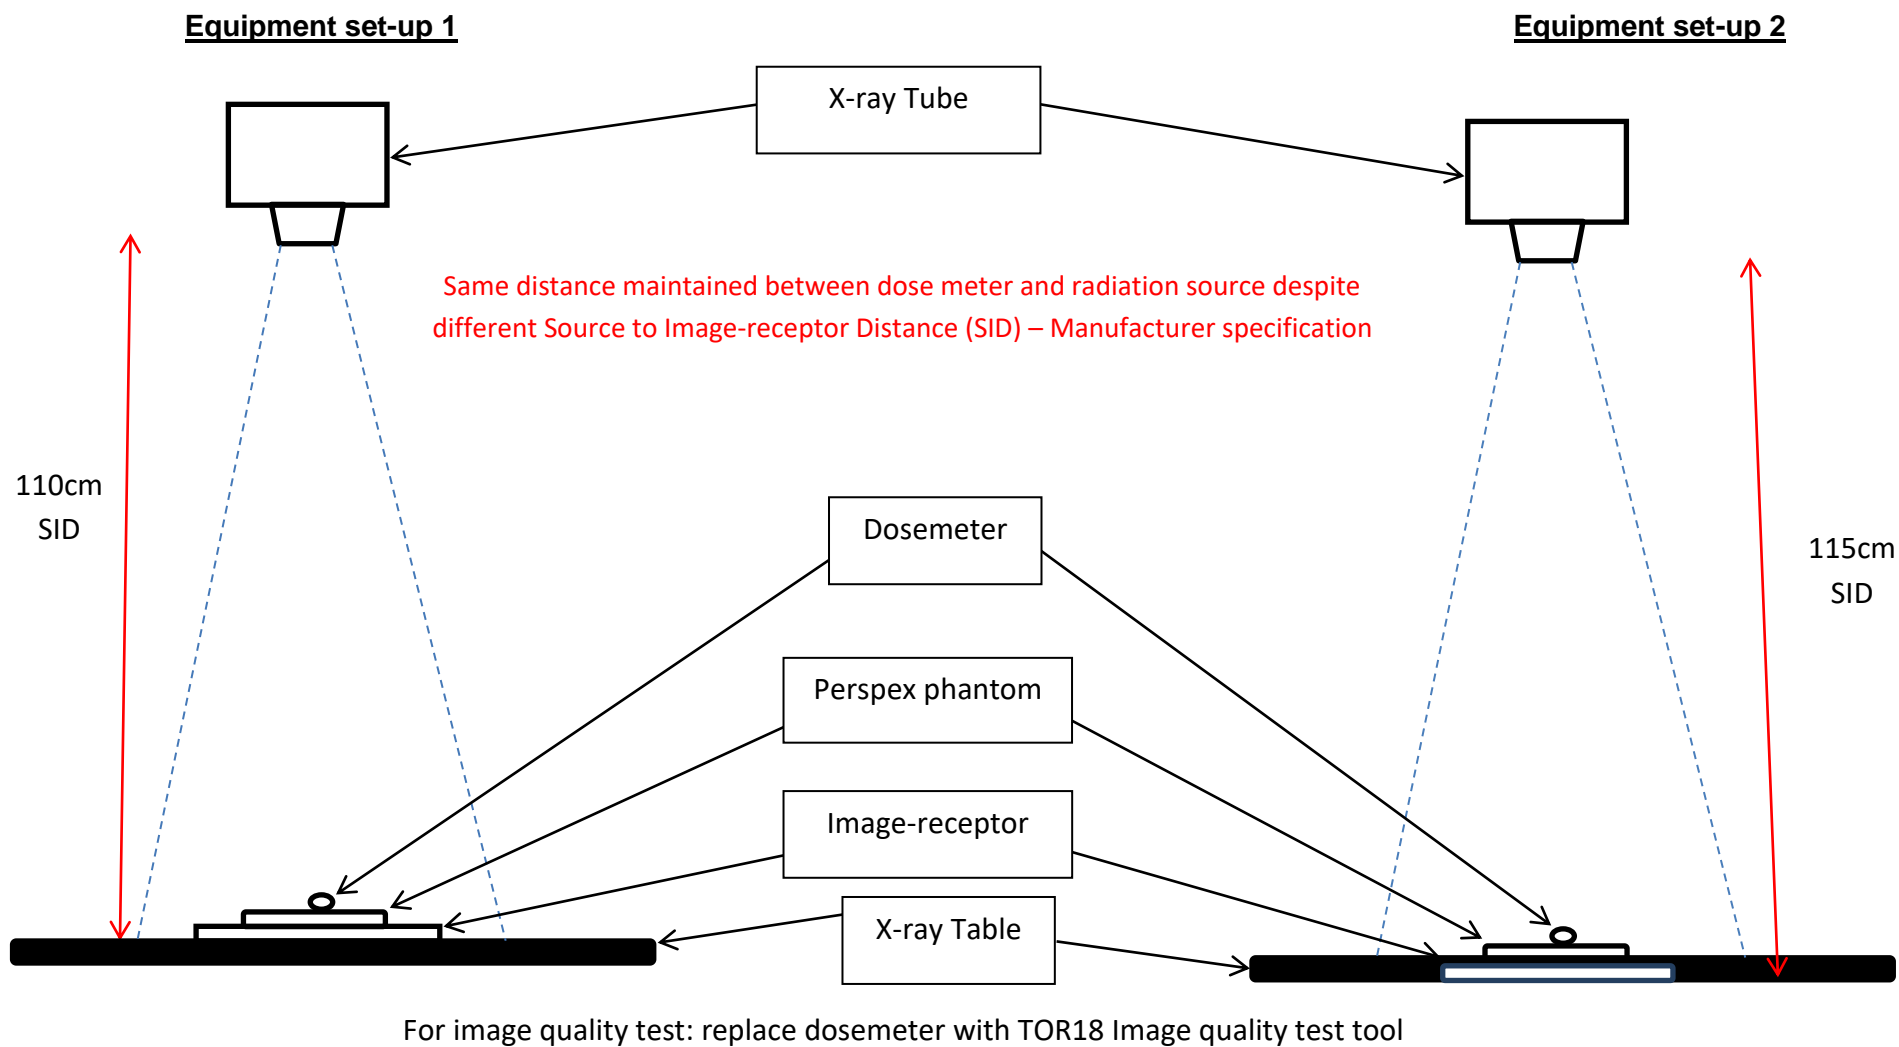 Equipment set-up 1
Equipment set-up 2
X-ray Tube
Same distance maintained between dose meter and radiation source despite
different Source to Image-receptor Distance (SID) – Manufacturer specification
110cm
SID
Dosemeter
115cm
SID
Perspex phantom
Image-receptor
X-ray Table
For image quality test: replace dosemeter with TOR18 Image quality test tool